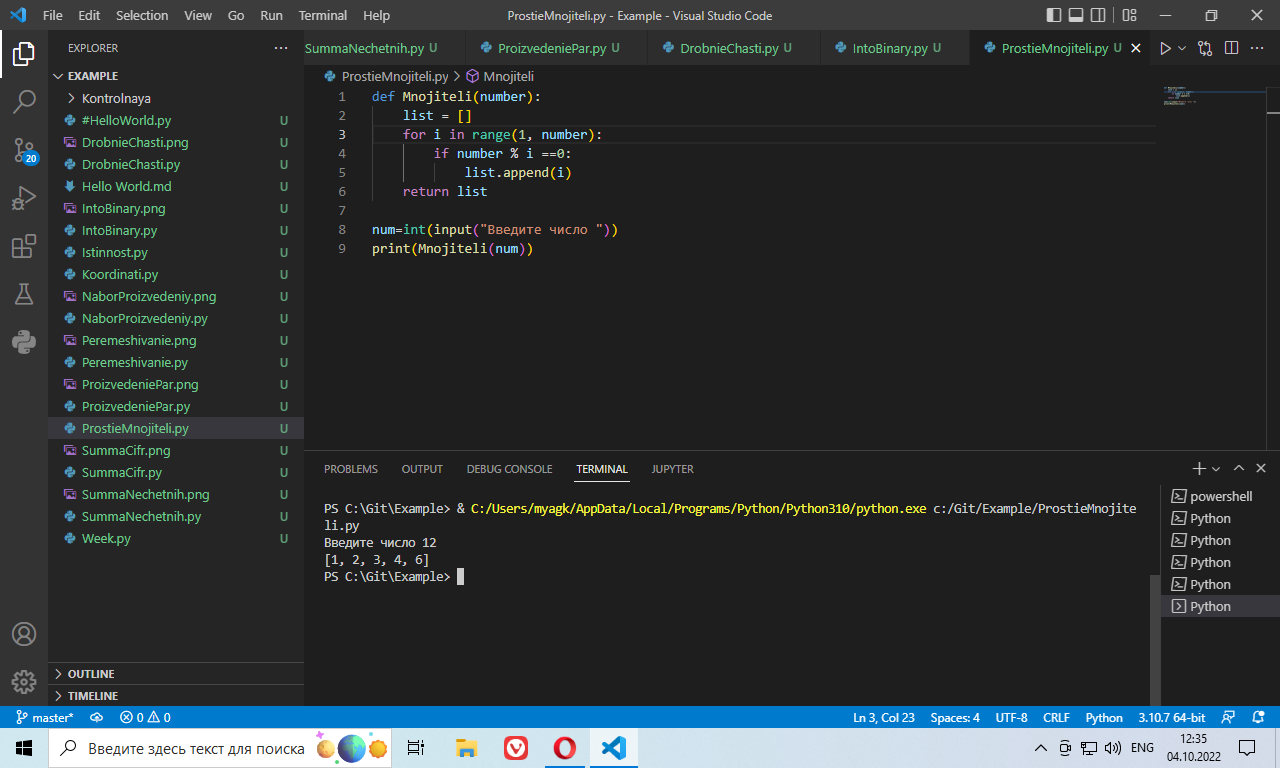 File Edit Selection View Go Run Terminal Help ProstieMnojiteli.py - Example - Visual Studio Code
EXPLORER
SummaNechetnih.py U ProizvedeniePar.py U DrobnieChasti.py U IntoBinary.py U ProstieMnojiteli.py U
EXAMPLE
Kontrolnaya
#HelloWorld.py U
DrobnieChasti.png U
DrobnieChasti.py U
Hello World.md U
IntoBinary.png U
IntoBinary.py U
Istinnost.py U
Koordinati.py U
NaborProizvedeniy.png U
NaborProizvedeniy.py U
Peremeshivanie.png U
Peremeshivanie.py U
ProizvedeniePar.png U
ProizvedeniePar.py U
ProstieMnojiteli.py U
SummaCifr.png U
SummaCifr.py U
SummaNechetnih.png U
SummaNechetnih.py U
Week.py U
OUTLINE
TIMELINE
20
ProstieMnojiteli.py > Mnojiteli
1 def Mnojiteli(number):
2 list = []
3 for i in range(1, number):
4 if number % i ==0:
5 list.append(i)
6 return list
7
8 num=int(input("Введите число "))
9 print(Mnojiteli(num))
PROBLEMS OUTPUT DEBUG CONSOLE TERMINAL JUPYTER
PS C:\Git\Example> & C:/Users/myagk/AppData/Local/Programs/Python/Python310/python.exe c:/Git/Example/ProstieMnojite
li.py
Введите число 12
[1, 2, 3, 4, 6]
PS C:\Git\Example>
powershell
Python
Python
Python
Python
Python
master* 0 0 Ln 3, Col 23 Spaces: 4 UTF-8 CRLF Python 3.10.7 64-bit
Введите здесь текст для поиска
ENG
12:35
04.10.2022